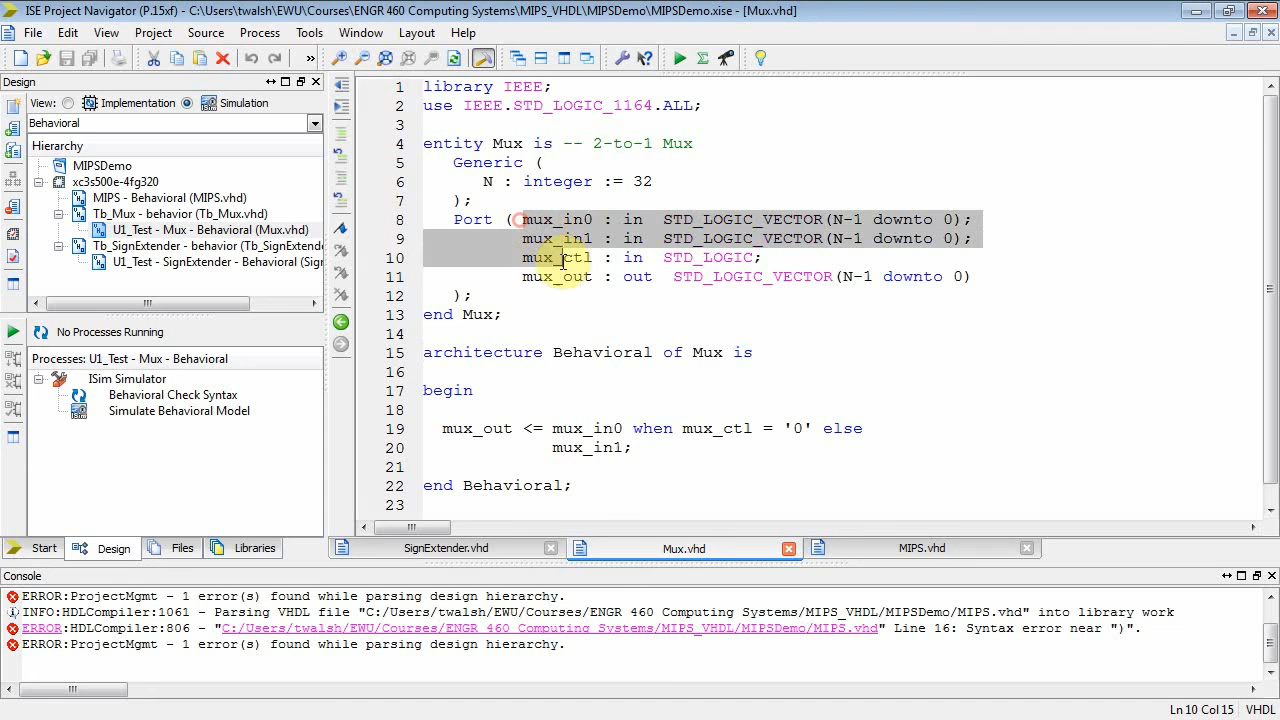 ISE Project Navigator (P.15xf) - C:\Users\twalsh\EWU\Courses\ENGR 460 Computing Systems\MIPS_VHDL\MIPSDemo\MIPSDemo.xise - [Mux.vhd]
File Edit View Project Source Process Tools Window Layout Help
Design
View: Implementation Simulation
Behavioral
Hierarchy
MIPSDemo
xc3s500e-4fg320
MIPS - Behavioral (MIPS.vhd)
Tb_Mux - behavior (Tb_Mux.vhd)
U1_Test - Mux - Behavioral (Mux.vhd)
Tb_SignExtender - behavior (Tb_SignExtend
U1_Test - SignExtender - Behavioral (Sign
No Processes Running
Processes: U1_Test - Mux - Behavioral
ISim Simulator
Behavioral Check Syntax
Simulate Behavioral Model
1 library IEEE;
2 use IEEE.STD_LOGIC_1164.ALL;
3
4 entity Mux is -- 2-to-1 Mux
5 Generic (
6 N : integer := 32
7 );
8 Port ( mux_in0 : in STD_LOGIC_VECTOR(N-1 downto 0);
9 mux_in1 : in STD_LOGIC_VECTOR(N-1 downto 0);
10 mux_ctl : in STD_LOGIC;
11 mux_out : out STD_LOGIC_VECTOR(N-1 downto 0)
12 );
13 end Mux;
14
15 architecture Behavioral of Mux is
16
17 begin
18
19 mux_out <= mux_in0 when mux_ctl = '0' else
20 mux_in1;
21
22 end Behavioral;
23
Start Design Files Libraries
SignExtender.vhd Mux.vhd MIPS.vhd
Console
ERROR:ProjectMgmt - 1 error(s) found while parsing design hierarchy.
INFO:HDLCompiler:1061 - Parsing VHDL file "C:/Users/twalsh/EWU/Courses/ENGR 460 Computing Systems/MIPS_VHDL/MIPSDemo/MIPS.vhd" into library work
ERROR:HDLCompiler:806 - "C:/Users/twalsh/EWU/Courses/ENGR 460 Computing Systems/MIPS_VHDL/MIPSDemo/MIPS.vhd" Line 16: Syntax error near ")".
ERROR:ProjectMgmt - 1 error(s) found while parsing design hierarchy.
Ln 10 Col 15 VHDL